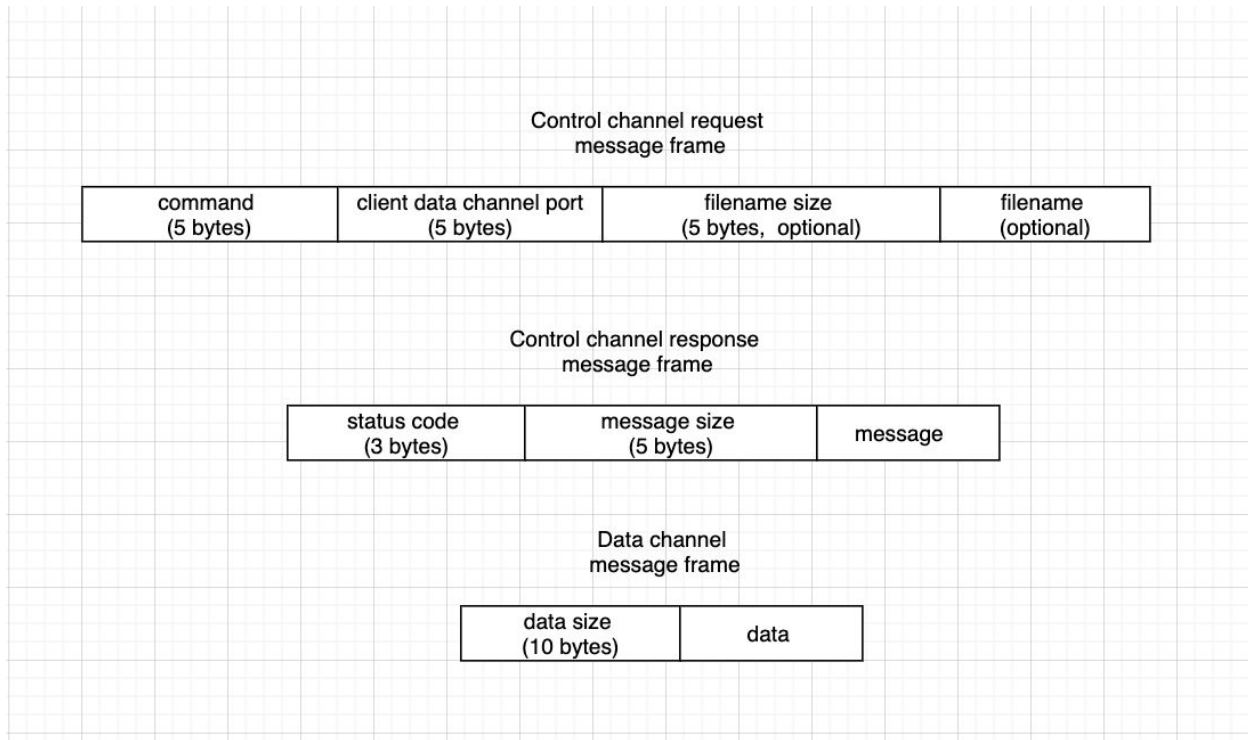 Control channel request
message frame
command
(5 bytes)
client data channel port
(5 bytes)
filename size
(5 bytes,  optional)
filename
(optional)
Control channel response
message frame
status code
(3 bytes)
message size
(5 bytes)
message
Data channel
message frame
data size
(10 bytes)
data